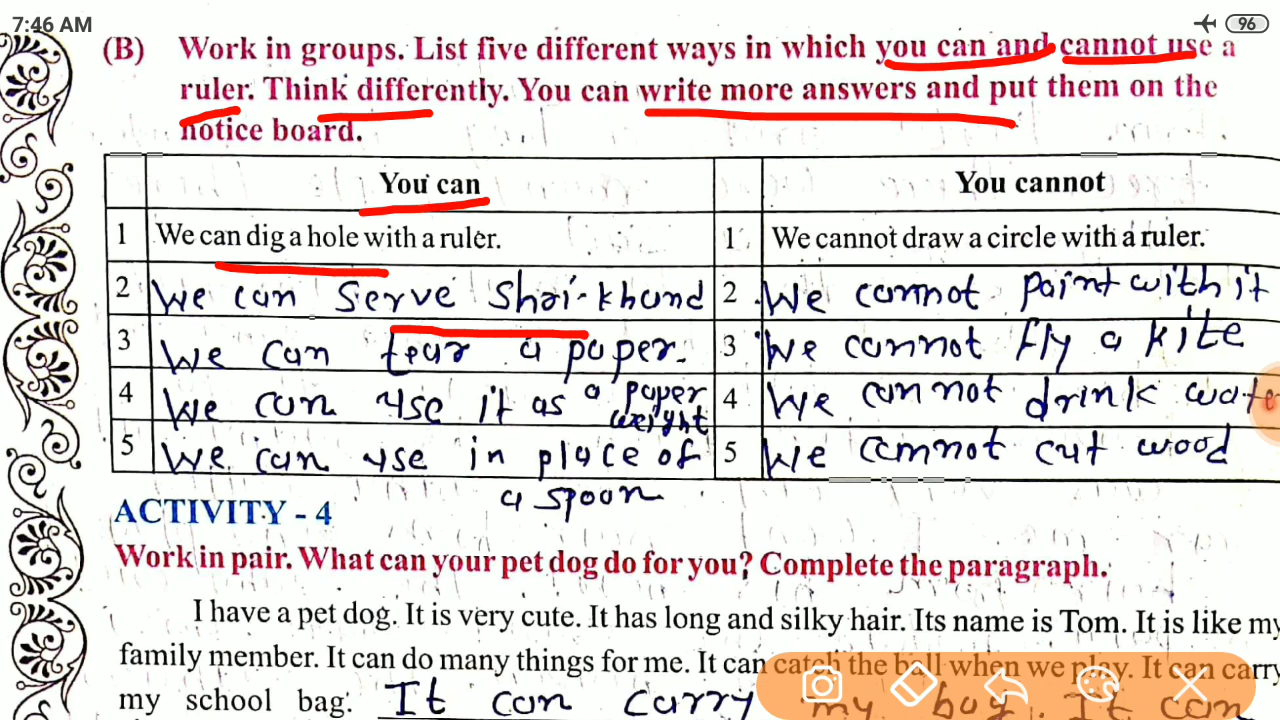 7:46 AM
96
(B) Work in groups. List five different ways in which you can and cannot use a
ruler. Think differently. You can write more answers and put them on the
notice board.
You can You cannot
1 We can dig a hole with a ruler. 1 We cannot draw a circle with a ruler.
2 We can serve Shri-khand 2 We cannot paint with it
3 We can tear a paper. 3 We cannot fly a kite
4 We can use it as a paper weight 4 We cannot drink wate
5 We can use in place of a spoon 5 We cannot cut wood
ACTIVITY - 4
Work in pair. What can your pet dog do for you? Complete the paragraph.
I have a pet dog. It is very cute. It has long and silky hair. Its name is Tom. It is like my
family member. It can do many things for me. It can catch the ball when we play. It can carry
my school bag. It can carry my bag. It can